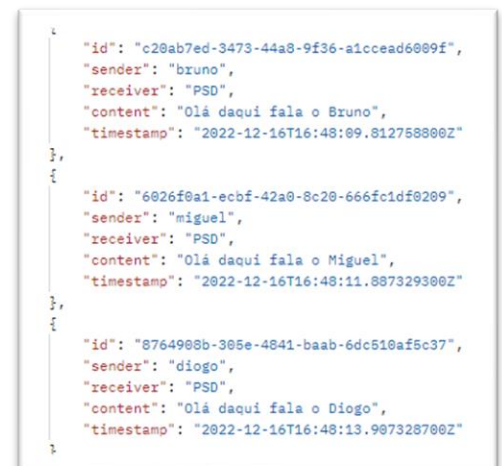 {
"id": "c20ab7ed-3473-44a8-9f36-a1ccead6009f",
"sender": "bruno",
"receiver": "PSD",
"content": "Olá daqui fala o Bruno",
"timestamp": "2022-12-16T16:48:09.812758800Z"
},
{
"id": "6026f0a1-ecbf-42a0-8c20-666fc1df0209",
"sender": "miguel",
"receiver": "PSD",
"content": "Olá daqui fala o Miguel",
"timestamp": "2022-12-16T16:48:11.887329300Z"
},
{
"id": "8764908b-305e-4841-baab-6dc510af5c37",
"sender": "diogo",
"receiver": "PSD",
"content": "Olá daqui fala o Diogo",
"timestamp": "2022-12-16T16:48:13.907328700Z"
}